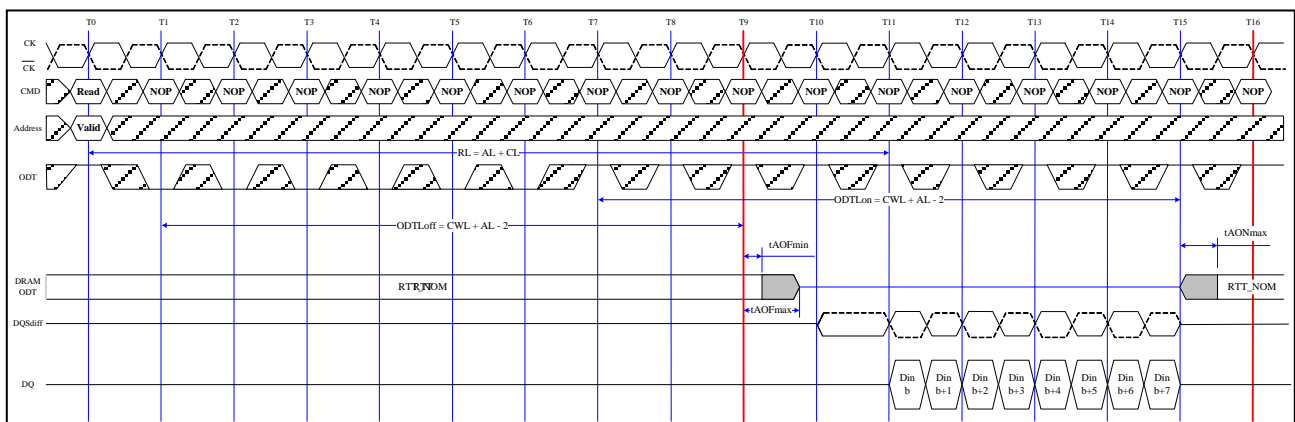 T0 T1 T2 T3 T4 T5 T6 T7 T8 T9 T10 T11 T12 T13 T14 T15 T16
CK
CK
CMD Read NOP NOP NOP NOP NOP NOP NOP NOP NOP NOP NOP NOP NOP NOP NOP NOP
Address Valid
RL = AL + CL
ODT
ODTLon = CWL + AL - 2
ODTLoff = CWL + AL - 2
tAOFmin
tAONmax
DRAM
ODT
RTT_NOM
RTT_NOM
tAOFmax
DQSdiff
DQ
Din b
Din b+1
Din b+2
Din b+3
Din b+4
Din b+5
Din b+6
Din b+7